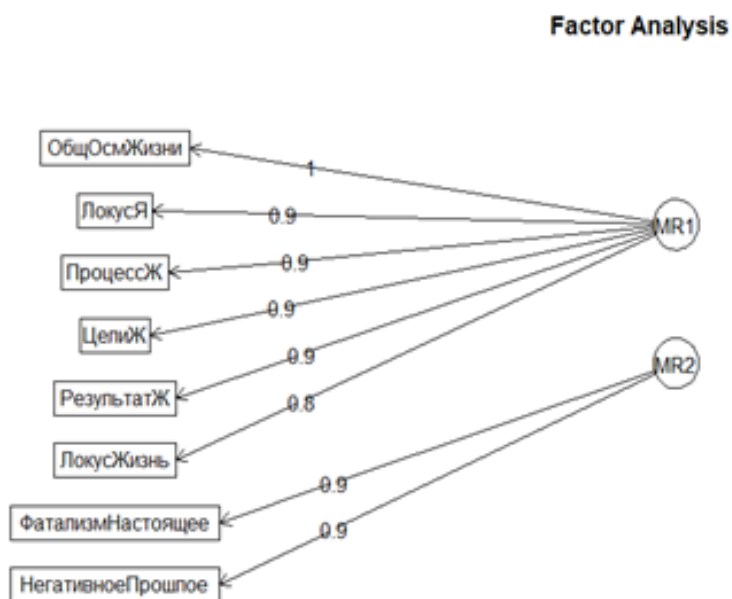 Factor Analysis
ОбщОсмЖизни
1
ЛокусЯ
0.9
MR1
ПроцессЖ
0.9
ЦелиЖ
0.9
РезультатЖ
0.9
MR2
ЛокусЖизнь
0.8
ФатализмНастоящее
0.9
НегативноеПрошлое
0.9